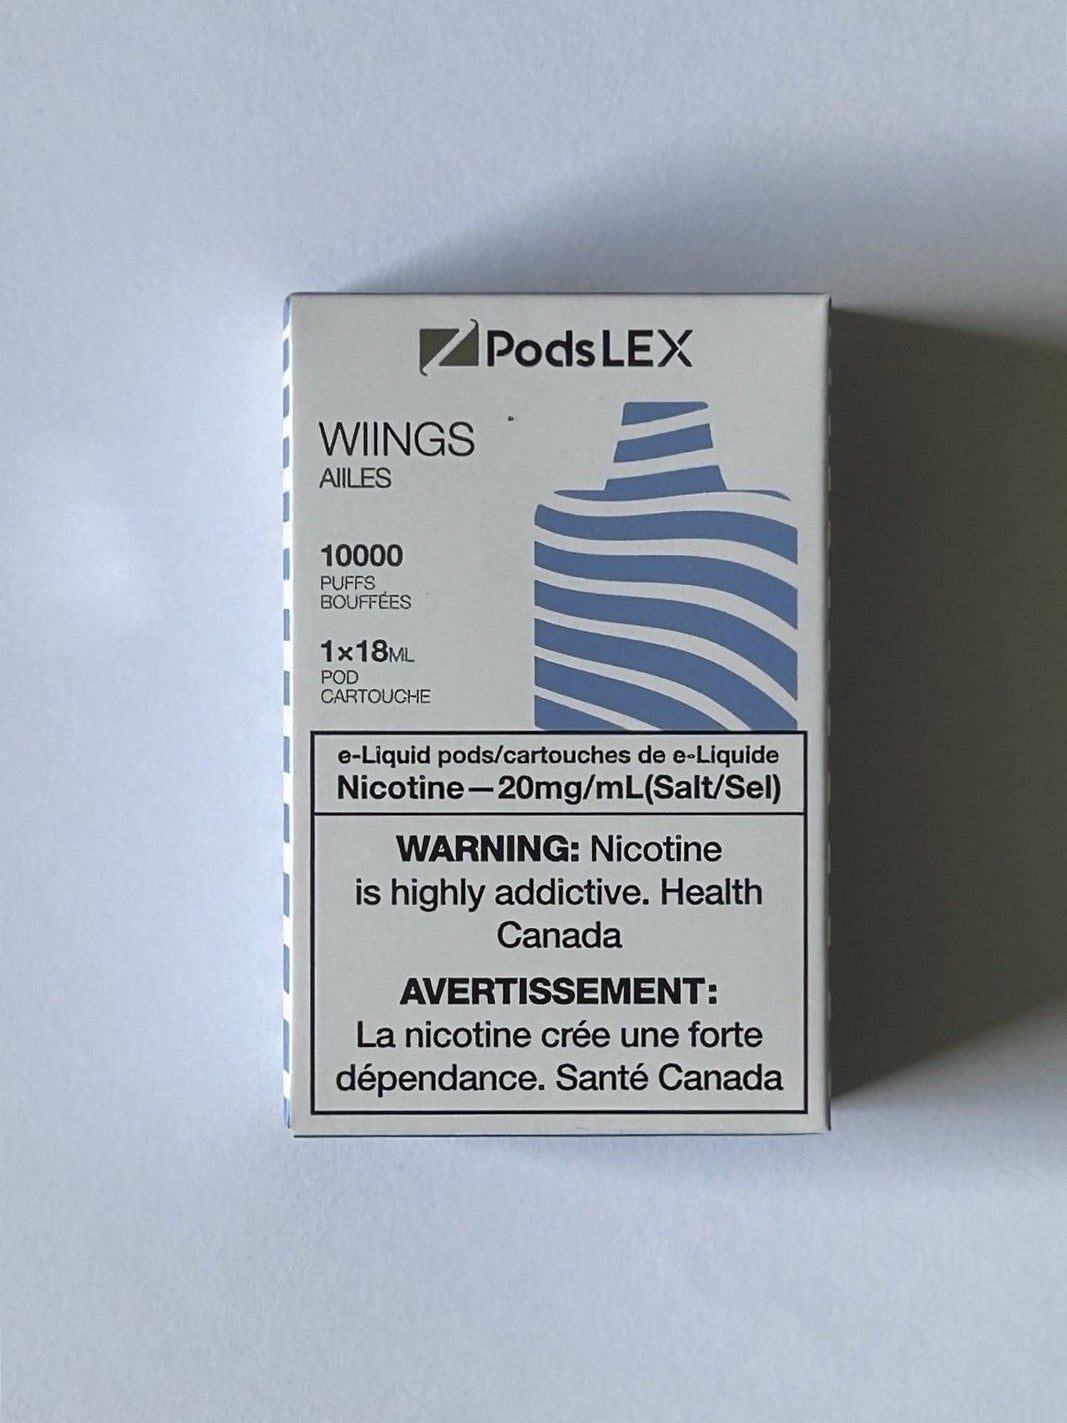 PodsLEX
WIINGS
AIILES
10000
PUFFS
BOUFFÉES
1×18ML
POD
CARTOUCHE
e-Liquid pods/cartouches de e-Liquide
Nicotine—20mg/mL(Salt/Sel)
WARNING: Nicotine
is highly addictive. Health
Canada
AVERTISSEMENT:
La nicotine crée une forte
dépendance. Santé Canada